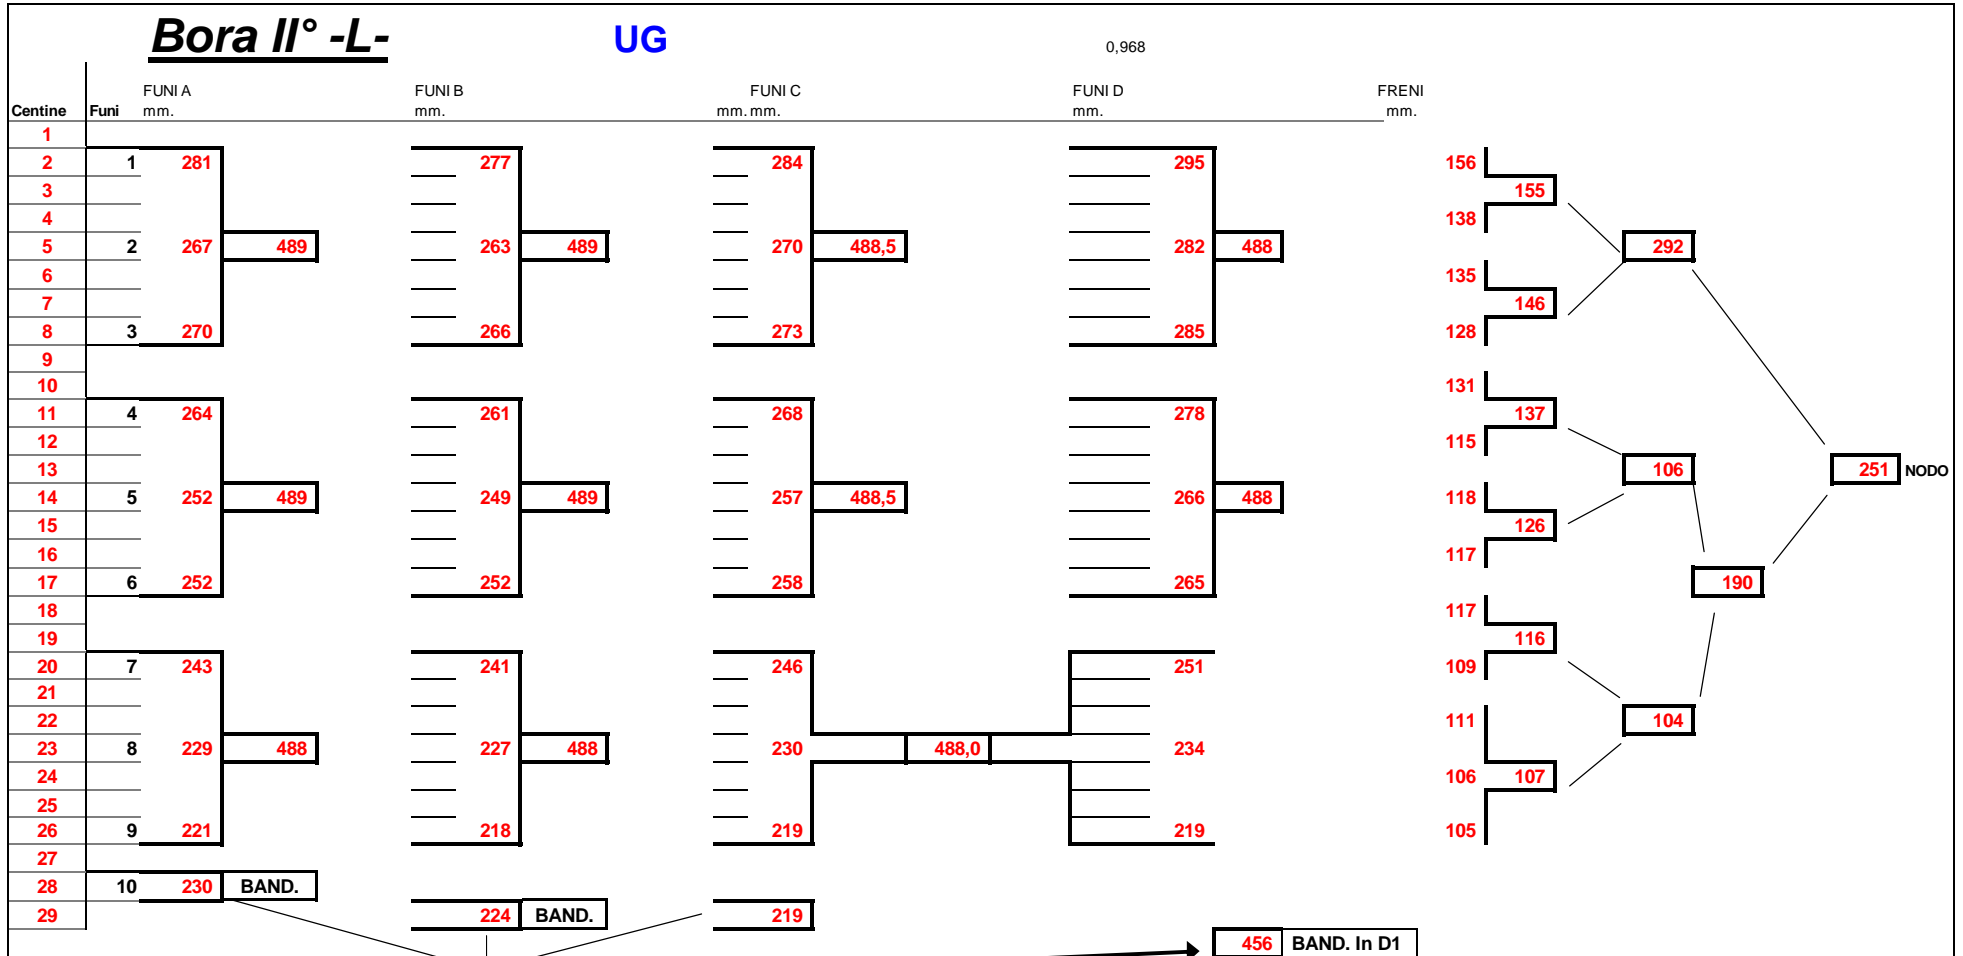 Bora II° -L- UG 0,968
FUNI A FUNI B FUNI C FUNI D FRENI
Centine Funi mm. mm. mm. mm. mm. mm.
1
2 1 281 277 284 295 156
3 155
4 138
5 2 267 489 263 489 270 488,5 282 488 292
6 135
7 146
8 3 270 266 273 285 128
9
10 131
11 4 264 261 268 278 137
12 115
13 106 251 NODO
14 5 252 489 249 489 257 488,5 266 488 118
15 126
16 117
17 6 252 252 258 265 190
18 117
19 116
20 7 243 241 246 251 109
21
22 111 104
23 8 229 488 227 488 230 488,0 234
24 106 107
25
26 9 221 218 219 219 105
27
28 10 230 BAND.
29 224 BAND. 219
456 BAND. In D1